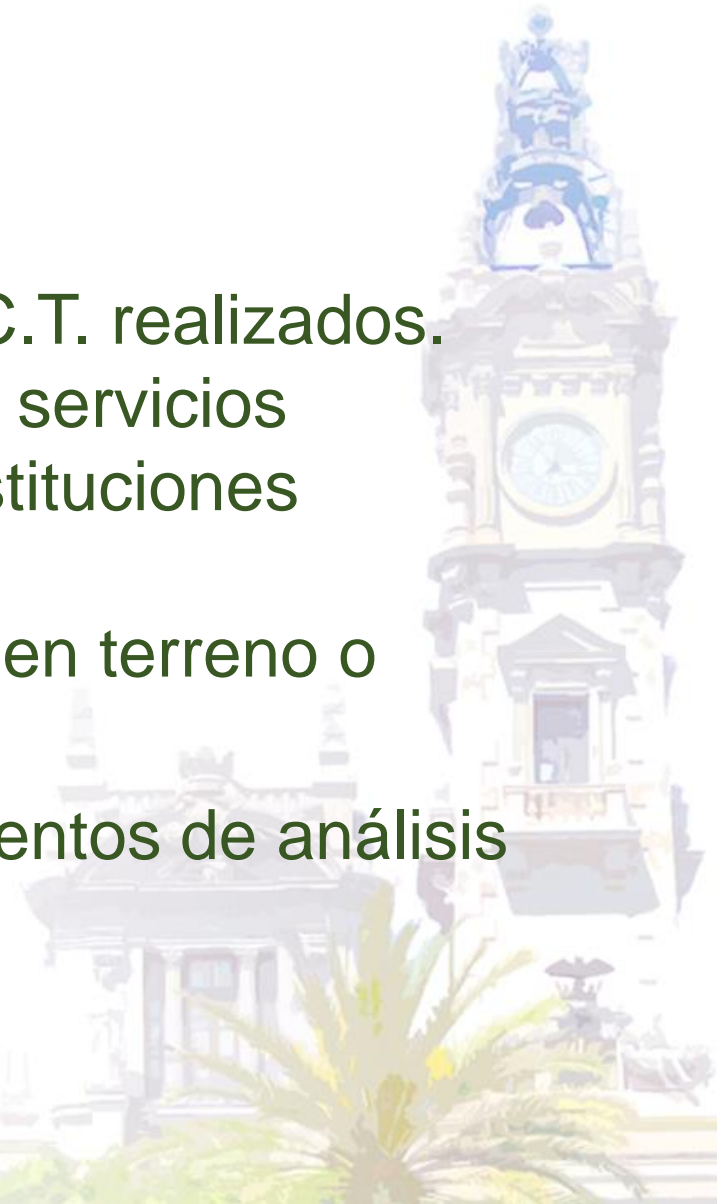 C.T. realizados.
servicios
stituciones
en terreno o
entos de análisis